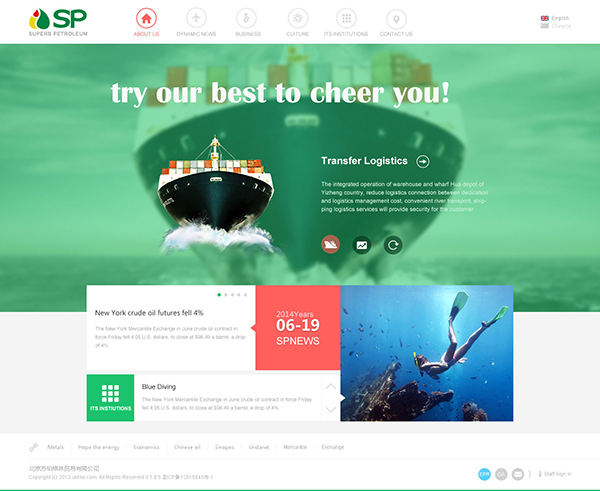 SP
SUPERB PETROLEUM
ABOUT US
DYNAMIC NEWS
BUSINESS
CULTURE
ITS INSTITUTIONS
CONTACT US
English
Chinese
try our best to cheer you!
Transfer Logistics
The integrated operation of warehouse and wharf Hua depot of
Yizheng country, reduce logistics connection between dedication
and logistics management cost, convenient river transport, ship-
ping logistics services will provide security for the customer
New York crude oil futures fell 4%
The New York Mercantile Exchange in June crude oil contract in
force Friday fell 4.05 U.S. dollars, to close at $96.49 a barrel, a drop
of 4%.
2014Years
06-19
SPNEWS
ITS INSTIUTIONS
Blue Diving
The New York Mercantile Exchange in June crude oil contract in force Friday
fell 4.05 U.S. dollars, to close at $96.49 a barrel, a drop of 4%.
Metals
Hope the energy
Economics
Chinese oil
Sinopec
Mercantile
Exchange
Copyright (c) 2013 All Rights Reserved
Staff Sign in